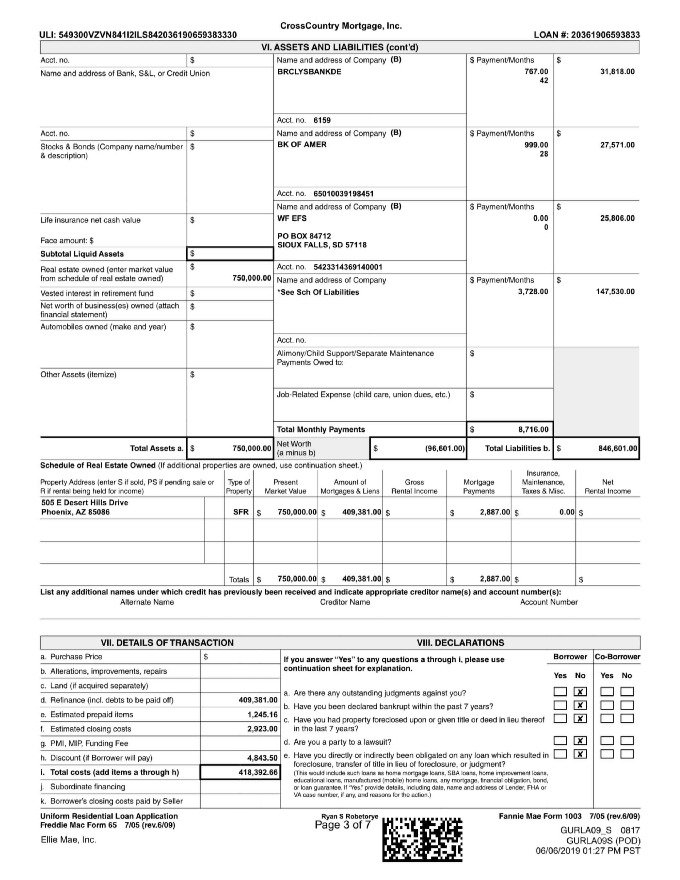 CrossCountry Mortgage, Inc.
ULI: 549300VZVN841I2ILS842036190659383330
LOAN #: 20361906593833
VI. ASSETS AND LIABILITIES (cont'd)
Acct. no. $
Name and address of Bank, S&L, or Credit Union
Name and address of Company (B)
BRCLYSBANKDE
$ Payment/Months
767.00
42
$
31,818.00
Acct. no. 6159
Acct. no. $
Stocks & Bonds (Company name/number & description) $
Name and address of Company (B)
BK OF AMER
$ Payment/Months
999.00
28
$
27,571.00
Acct. no. 65010039198451
Life insurance net cash value $
Face amount: $
Subtotal Liquid Assets $
Name and address of Company (B)
WF EFS
PO BOX 84712
SIOUX FALLS, SD 57118
$ Payment/Months
0.00
0
$
25,806.00
Acct. no. 5423314369140001
Real estate owned (enter market value from schedule of real estate owned) $ 750,000.00
Vested interest in retirement fund $
Net worth of business(es) owned (attach financial statement) $
Automobiles owned (make and year) $
Name and address of Company
*See Sch Of Liabilities
$ Payment/Months
3,728.00
$
147,530.00
Acct. no.
Alimony/Child Support/Separate Maintenance
Payments Owed to:
$
Other Assets (itemize) $
Job-Related Expense (child care, union dues, etc.) $
Total Monthly Payments $ 8,716.00
Total Assets a. $ 750,000.00
Net Worth
(a minus b) $ (96,601.00)
Total Liabilities b. $ 846,601.00
Schedule of Real Estate Owned (If additional properties are owned, use continuation sheet.)
Property Address (enter S if sold, PS if pending sale or R if rental being held for income)
Type of Property
Present Market Value
Amount of Mortgages & Liens
Gross Rental Income
Mortgage Payments
Insurance, Maintenance, Taxes & Misc.
Net Rental Income
505 E Desert Hills Drive
Phoenix, AZ 85086
SFR $ 750,000.00 $ 409,381.00 $ $ 2,887.00 $ 0.00 $
Totals $ 750,000.00 $ 409,381.00 $ $ 2,887.00 $ $
List any additional names under which credit has previously been received and indicate appropriate creditor name(s) and account number(s):
Alternate Name Creditor Name Account Number
VII. DETAILS OF TRANSACTION
a. Purchase Price $
b. Alterations, improvements, repairs
c. Land (if acquired separately)
d. Refinance (incl. debts to be paid off) 409,381.00
e. Estimated prepaid items 1,245.16
f. Estimated closing costs 2,923.00
g. PMI, MIP, Funding Fee
h. Discount (if Borrower will pay) 4,843.50
i. Total costs (add items a through h) 418,392.66
j. Subordinate financing
k. Borrower's closing costs paid by Seller
VIII. DECLARATIONS
If you answer "Yes" to any questions a through i, please use continuation sheet for explanation.
Borrower Co-Borrower
Yes No Yes No
a. Are there any outstanding judgments against you? X
b. Have you been declared bankrupt within the past 7 years? X
c. Have you had property foreclosed upon or given title or deed in lieu thereof in the last 7 years? X
d. Are you a party to a lawsuit? X
e. Have you directly or indirectly been obligated on any loan which resulted in foreclosure, transfer of title in lieu of foreclosure, or judgment? X
(This would include such loans as home mortgage loans, SBA loans, home improvement loans, educational loans, manufactured (mobile) home loans, any mortgage, financial obligation, bond, or loan guarantee. If "Yes," provide details, including date, name and address of Lender, FHA or VA case number, if any, and reasons for the action.)
Uniform Residential Loan Application
Freddie Mac Form 65 7/05 (rev.6/09)
Ellie Mae, Inc.
Page 3 of 7
Fannie Mae Form 1003 7/05 (rev.6/09)
GURLA09_S 0817
GURLA09S (POD)
06/06/2019 01:27 PM PST